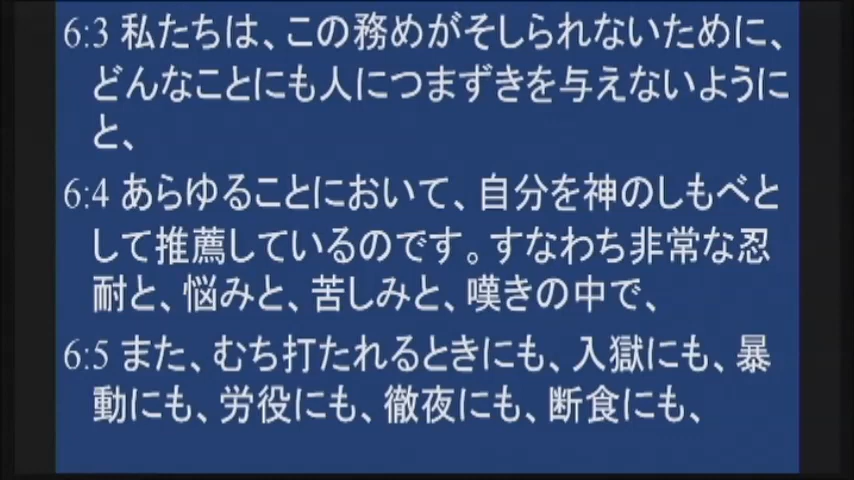 6:3 私たちは、この務めがそしられないために、
どんなことにも人につまずきを与えないように
と、
6:4 あらゆることにおいて、自分を神のしもべと
して推薦しているのです。すなわち非常な忍
耐と、悩みと、苦しみと、嘆きの中で、
6:5 また、むち打たれるときにも、入獄にも、暴
動にも、労役にも、徹夜にも、断食にも、